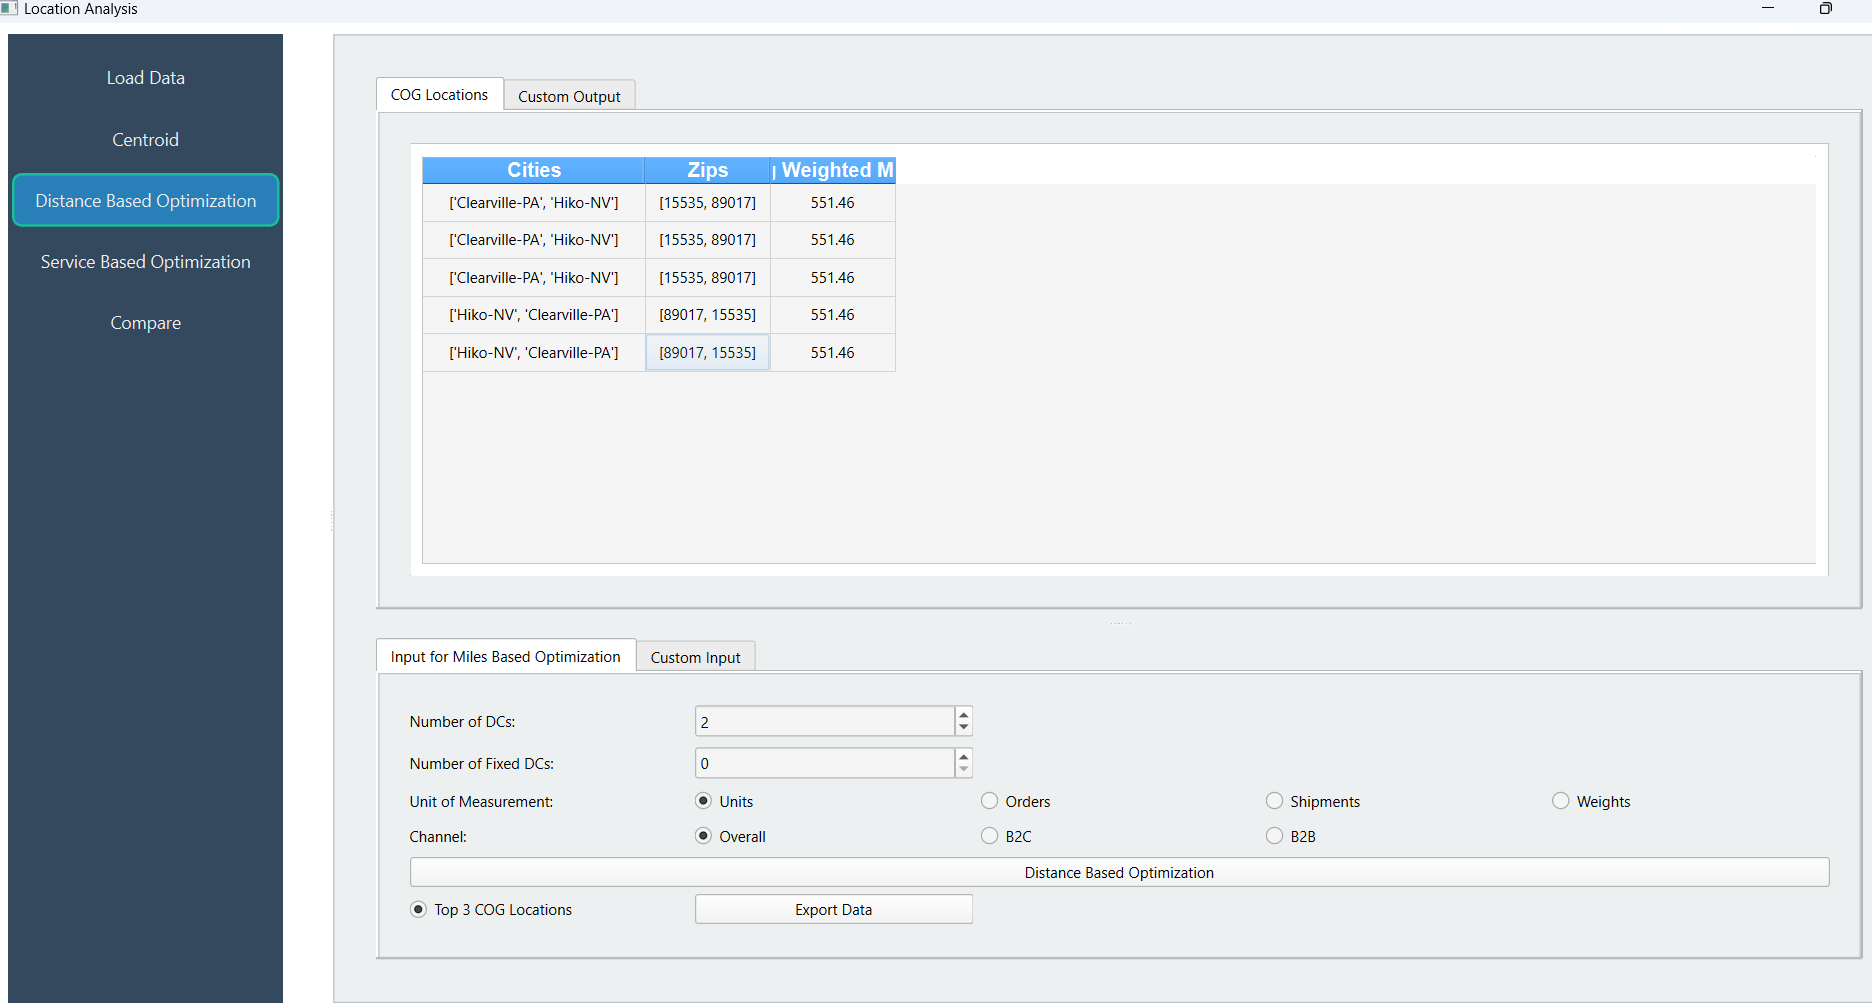 Location Analysis
Load Data
Centroid
Distance Based Optimization
Service Based Optimization
Compare
COG Locations Custom Output
Cities Zips Weighted M
['Clearville-PA', 'Hiko-NV'] [15535, 89017] 551.46
['Clearville-PA', 'Hiko-NV'] [15535, 89017] 551.46
['Clearville-PA', 'Hiko-NV'] [15535, 89017] 551.46
['Hiko-NV', 'Clearville-PA'] [89017, 15535] 551.46
['Hiko-NV', 'Clearville-PA'] [89017, 15535] 551.46
Input for Miles Based Optimization Custom Input
Number of DCs: 2
Number of Fixed DCs: 0
Unit of Measurement: Units Orders Shipments Weights
Channel: Overall B2C B2B
Distance Based Optimization
Top 3 COG Locations Export Data